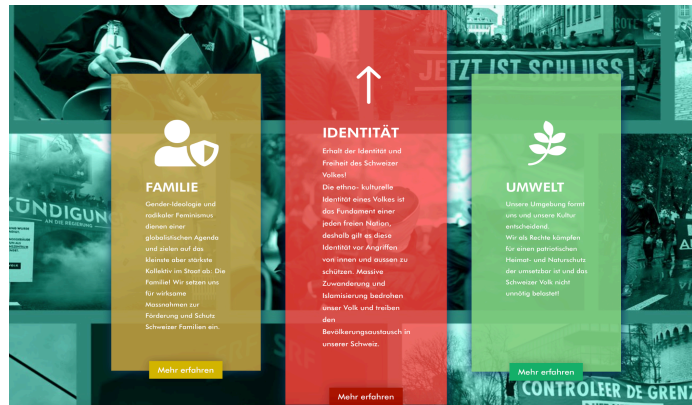 JETZT IST SCHLUSS!
FAMILIE
Gender-Ideologie und
radikaler Feminismus
dienen einer
globalistischen Agenda
und zielen auf das
kleinste aber stärkste
Kollektiv im Staat ab: Die
Familie! Wir setzen uns
für wirksame
Massnahmen zur
Förderung und Schutz
Schweizer Familien ein.
Mehr erfahren
IDENTITÄT
Erhalt der Identität und
Freiheit des Schweizer
Volkes!
Die ethno- kulturelle
Identität eines Volkes ist
das Fundament einer
jeden freien Nation,
deshalb gilt es diese
Identität vor Angriffen
von innen und aussen zu
schützen. Massive
Zuwanderung und
Islamisierung bedrohen
unser Volk und treiben
den
Bevölkerungsaustausch in
unserer Schweiz.
Mehr erfahren
UMWELT
Unsere Umgebung formt
uns und unsere Kultur
entscheidend.
Wir als Rechte kämpfen
für einen patriotischen
Heimat- und Naturschutz
der umsetzbar ist und das
Schweizer Volk nicht
unnötig belastet!
Mehr erfahren
ÜNDIGUN
AN DIE REGIERUNG
SRF
CONTROLEER DE GRENZ